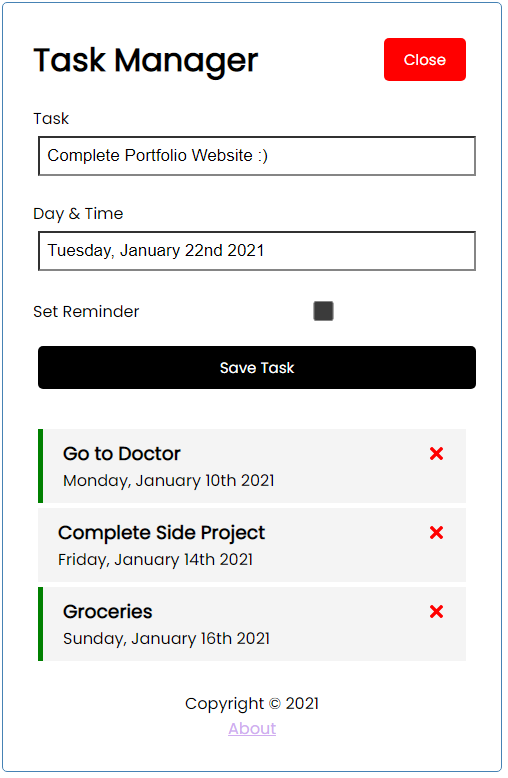 Task Manager
Close
Task
Complete Portfolio Website :)
Day & Time
Tuesday, January 22nd 2021
Set Reminder
Save Task
Go to Doctor
Monday, January 10th 2021
Complete Side Project
Friday, January 14th 2021
Groceries
Sunday, January 16th 2021
Copyright © 2021
About